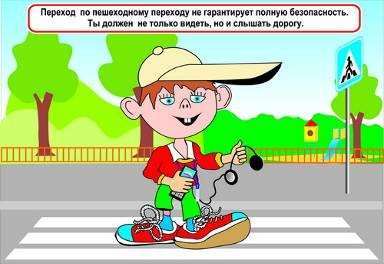 Переход по пешеходному переходу не гарантирует полную безопасность.
Ты должен не только видеть, но и слышать дорогу.